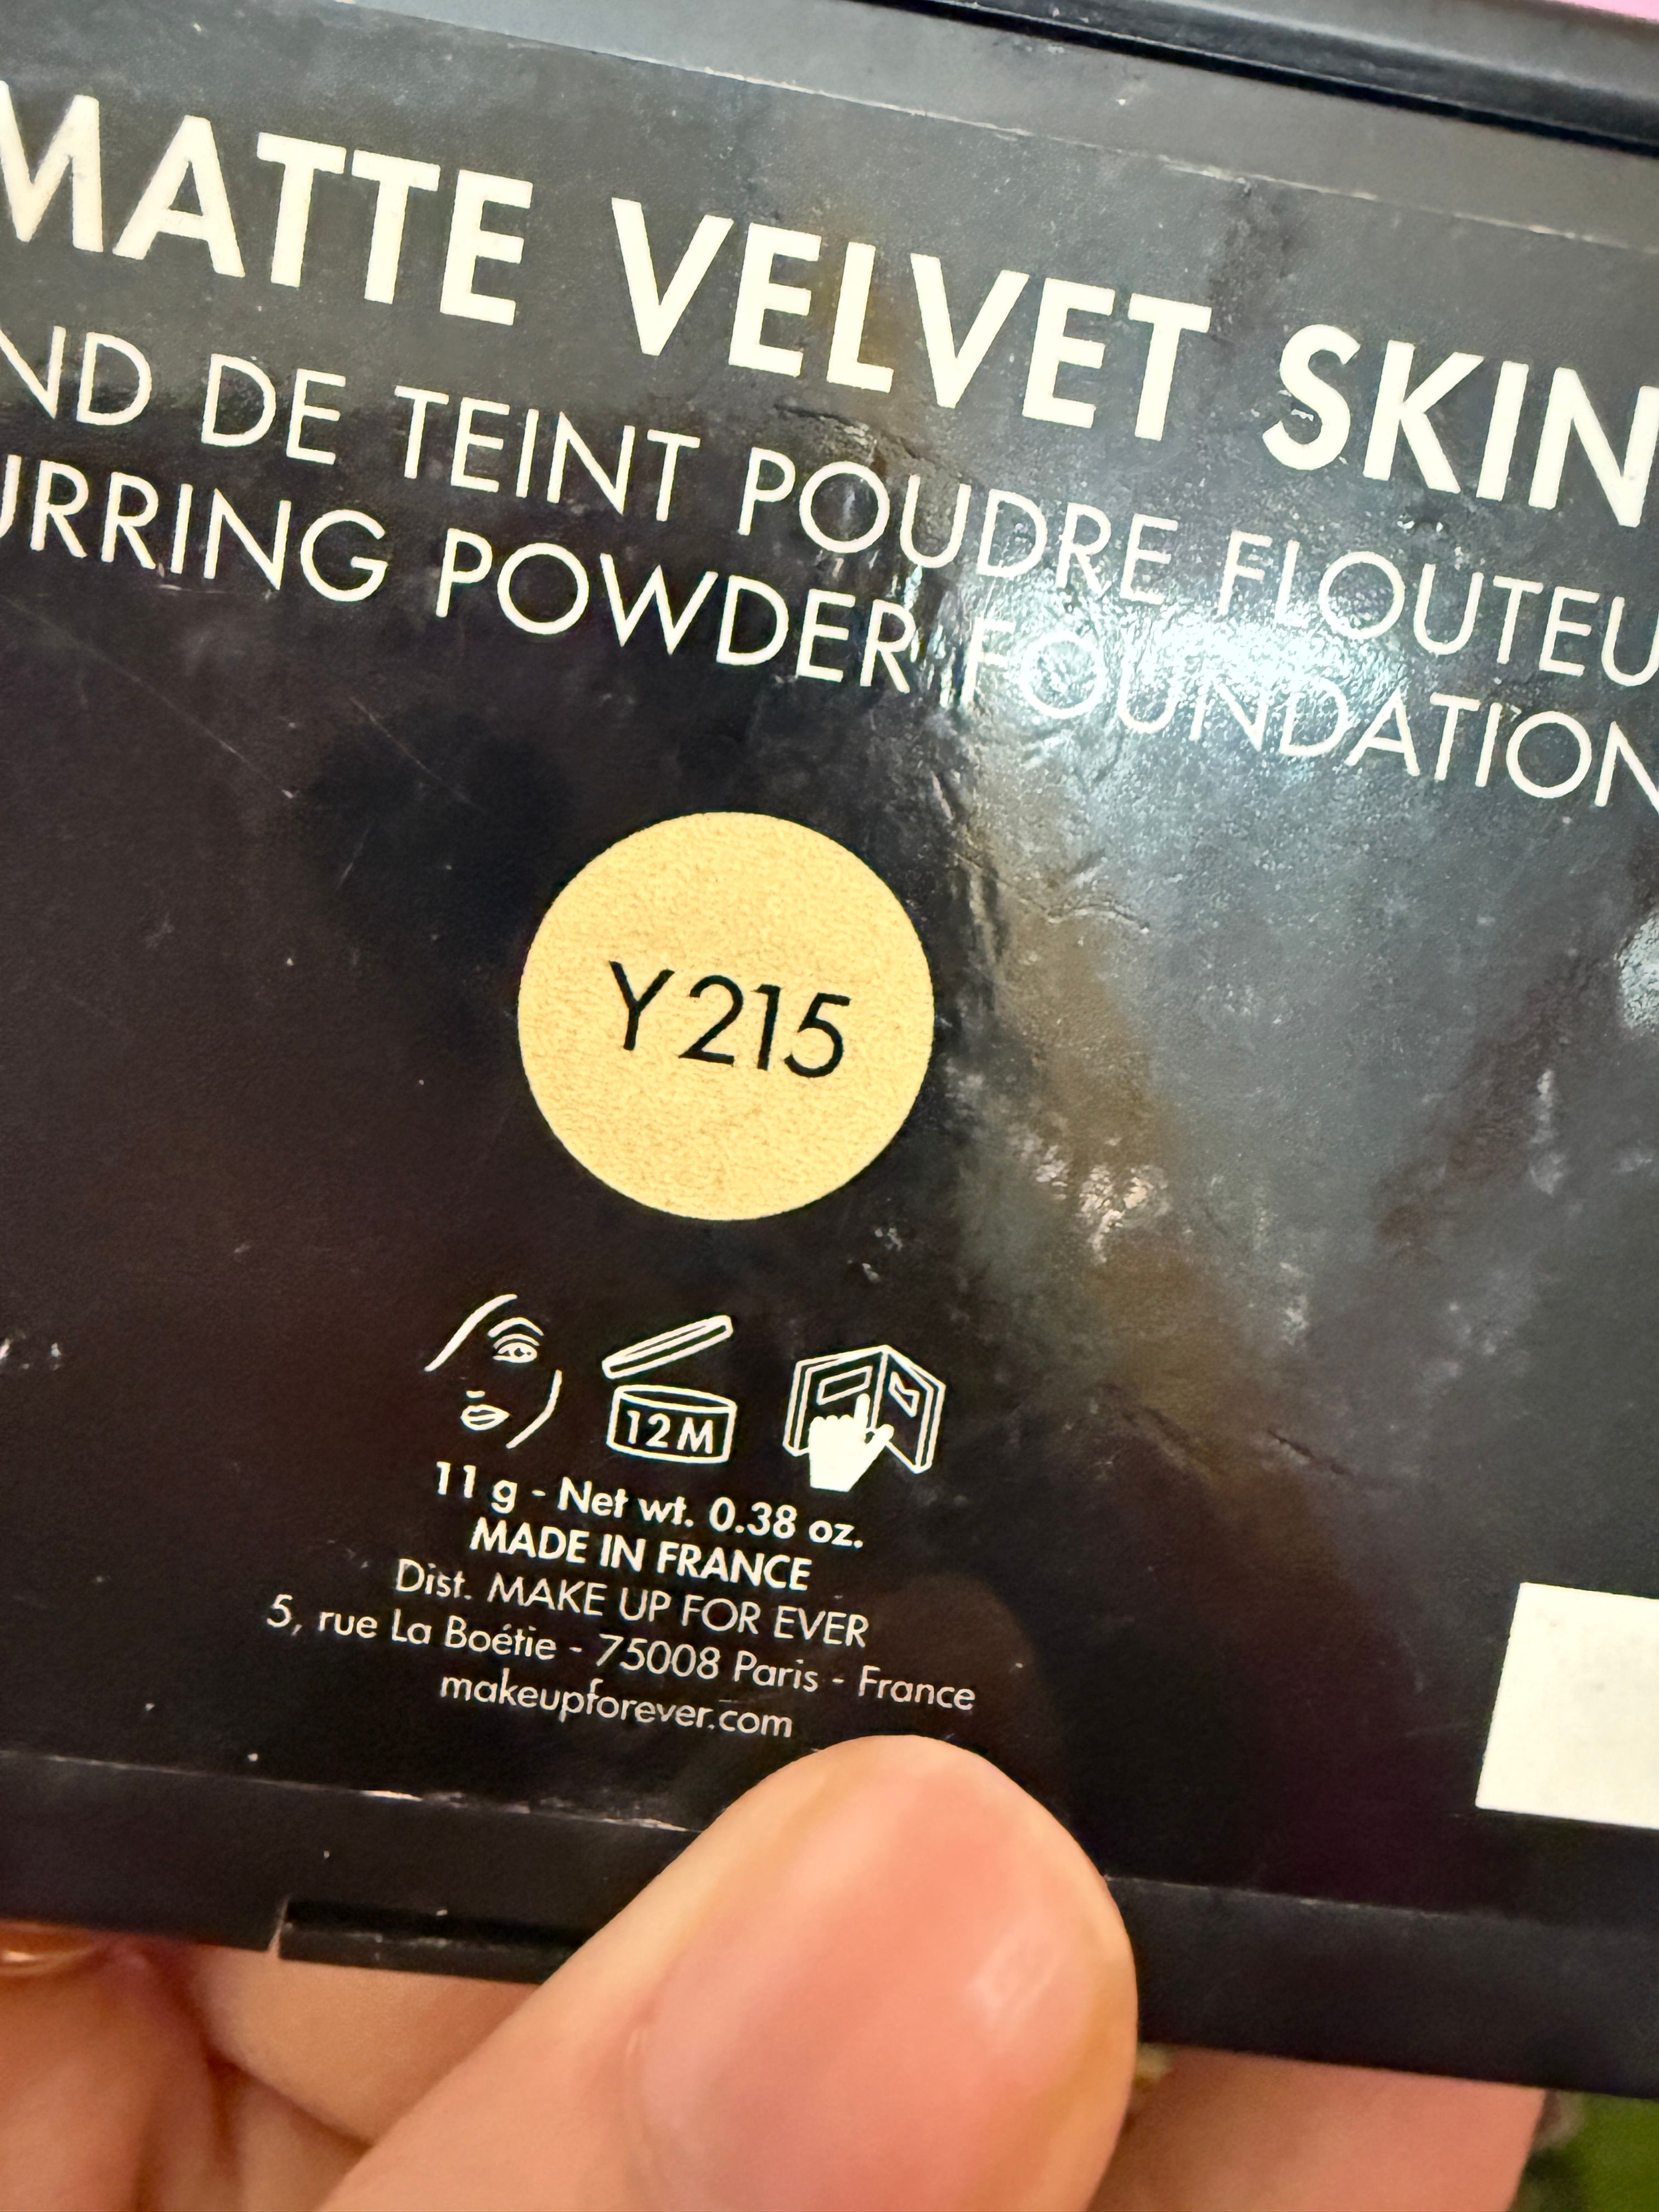 MATTE VELVET SKIN
ND DE TEINT POUDRE FLOUTEU
URRING POWDER FOUNDATION
Y215
12M
11 g - Net wt. 0.38 oz.
MADE IN FRANCE
Dist. MAKE UP FOR EVER
5, rue La Boétie - 75008 Paris - France
makeupforever.com